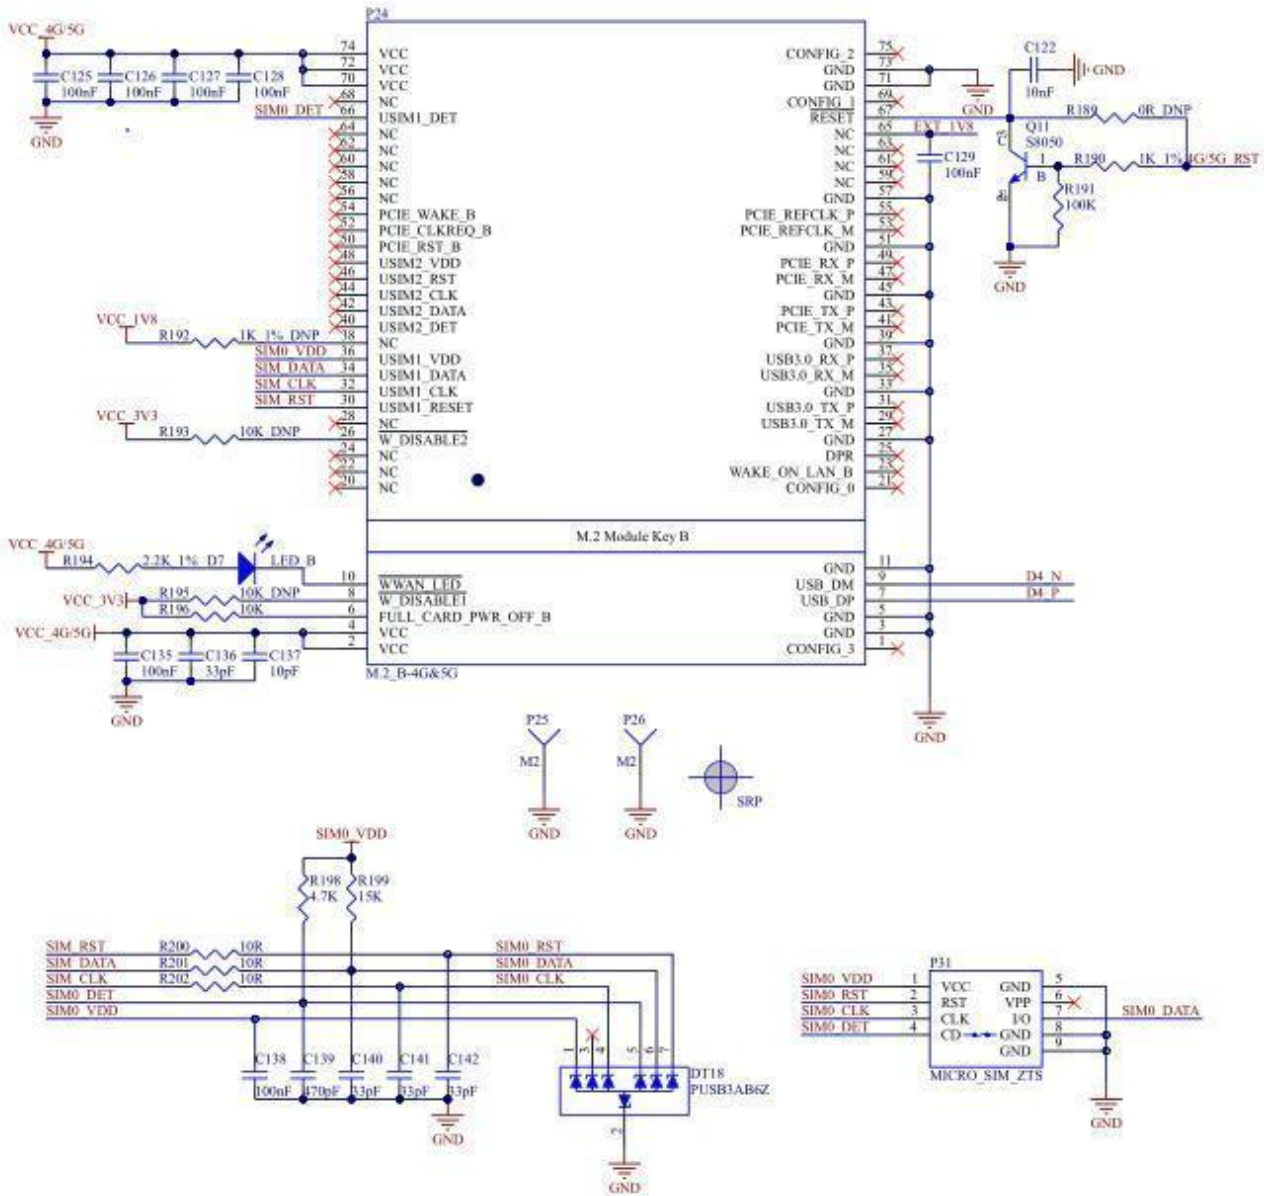 P24
VCC_4G/5G
C125 100nF
C126 100nF
C127 100nF
C128 100nF
GND
SIM0_DET
74 VCC
72 VCC
70 VCC
68 NC
66 USIM1_DET
64 NC
62 NC
60 NC
58 NC
56 NC
54 PCIE_WAKE_B
52 PCIE_CLKREQ_B
50 PCIE_RST_B
48 USIM2_VDD
46 USIM2_RST
44 USIM2_CLK
42 USIM2_DATA
40 USIM2_DET
VCC_1V8
R192 1K_1%_DNP 38 NC
SIM0_VDD 36 USIM1_VDD
SIM_DATA 34 USIM1_DATA
SIM_CLK 32 USIM1_CLK
SIM_RST 30 USIM1_RESET
VCC_3V3
28 NC
R193 10K_DNP 26 W_DISABLE2
24 NC
22 NC
20 NC
CONFIG_2 75
GND 73
GND 71
CONFIG_1 69
RESET 67
NC 65 EXT_1V8
NC 63
NC 61
NC 59
GND 57
PCIE_REFCLK_P 55
PCIE_REFCLK_M 53
GND 51
PCIE_RX_P 49
PCIE_RX_M 47
GND 45
PCIE_TX_P 43
PCIE_TX_M 41
GND 39
USB3.0_RX_P 37
USB3.0_RX_M 35
GND 33
USB3.0_TX_P 31
USB3.0_TX_M 29
GND 27
DPR 25
WAKE_ON_LAN_B 23
CONFIG_0 21
GND
C122 10nF
GND
R189 0R_DNP
Q11 S8050
C 3
1 B
R190 1K_1% 4G/5G_RST
C129 100nF
R191 100K
GND
M.2 Module Key B
VCC_4G/5G
R194 2.2K_1% D7 LED_B
10 WWAN_LED
VCC_3V3
R195 10K_DNP 8 W_DISABLE1
R196 10K 6 FULL_CARD_PWR_OFF_B
VCC_4G/5G
4 VCC
2 VCC
C135 100nF
C136 33pF
C137 10pF
GND
GND 11
USB_DM 9 D4_N
USB_DP 7 D4_P
GND 5
GND 3
CONFIG_3 1
M.2_B-4G&5G
GND
P25 M2
GND
P26 M2
GND
SRP
SIM0_VDD
R198 4.7K
R199 15K
SIM_RST R200 10R SIM0_RST
SIM_DATA R201 10R SIM0_DATA
SIM_CLK R202 10R SIM0_CLK
SIM0_DET
SIM0_VDD
C138 100nF
C139 470pF
C140 33pF
C141 33pF
C142 33pF
GND
1 3 4 5 6 7
DT18
PUSB3AB6Z
2
GND
P31
SIM0_VDD 1 VCC GND 5
SIM0_RST 2 RST VPP 6
SIM0_CLK 3 CLK I/O 7 SIM0_DATA
SIM0_DET 4 CD GND 8
GND 9
MICRO_SIM_ZTS
GND